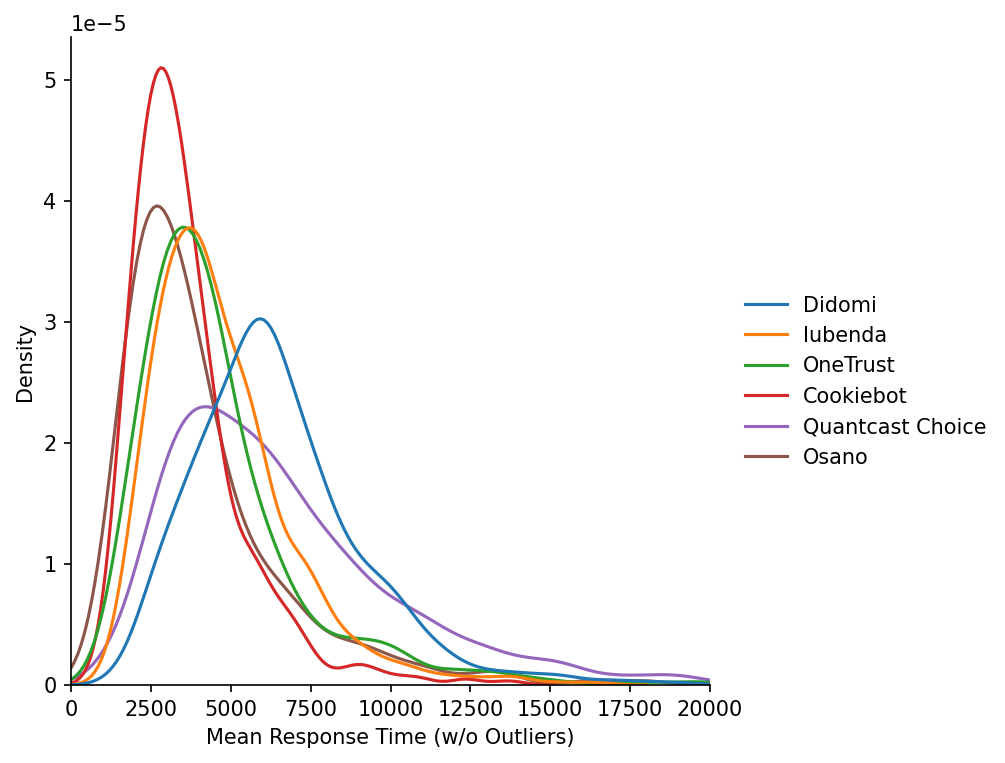 1e−5
5
4
3
2
1
0
Density
0 2500 5000 7500 10000 12500 15000 17500 20000
Mean Response Time (w/o Outliers)
Didomi
Iubenda
OneTrust
Cookiebot
Quantcast Choice
Osano